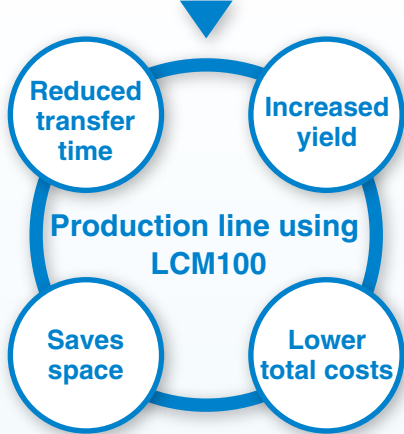 Reduced
transfer
time
Increased
yield
Production line using
LCM100
Saves
space
Lower
total costs